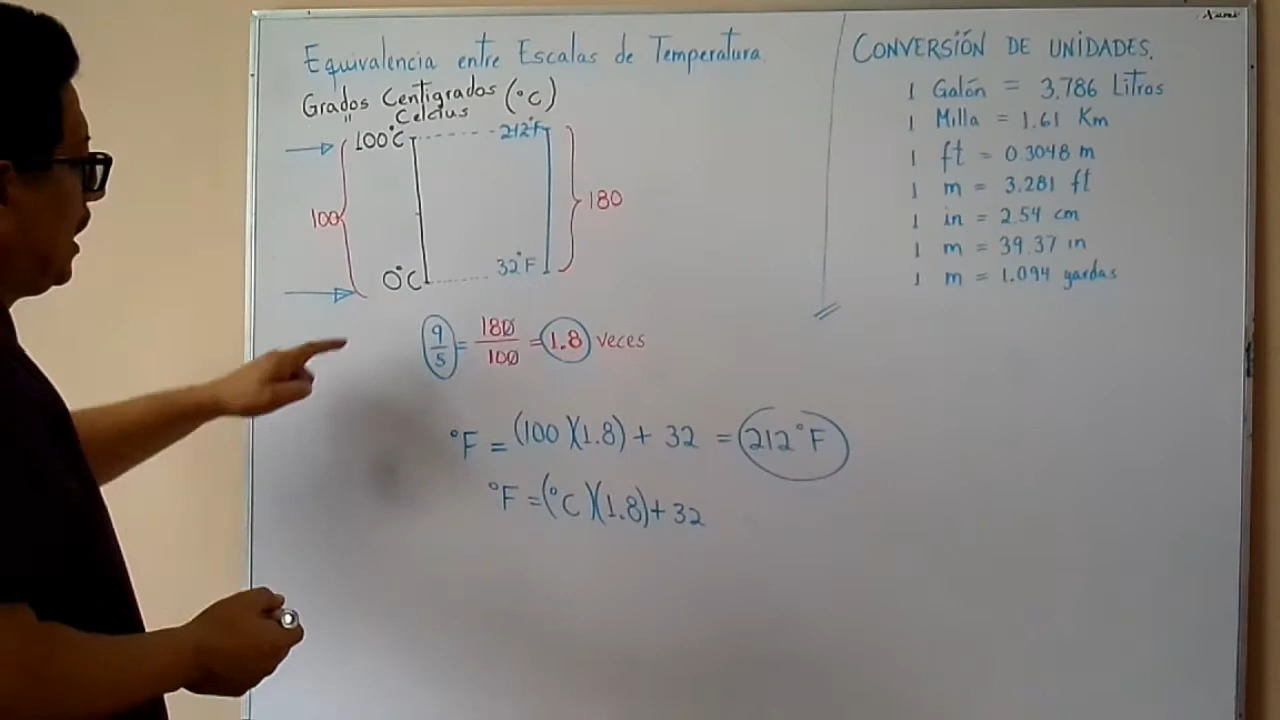 Equivalencia entre Escalas de Temperatura
Grados Centigrados (°C)
" Celcius
100°C 212°F
100 180
0°C 32°F
9/5 = 180/100 = 1.8 veces
°F = (100)(1.8) + 32 = 212°F
°F = (°C)(1.8) + 32
CONVERSIÓN DE UNIDADES.
1 Galón = 3.786 Litros
1 Milla = 1.61 Km
1 ft = 0.3048 m
1 m = 3.281 ft
1 in = 2.54 cm
1 m = 39.37 in
1 m = 1.094 yardas